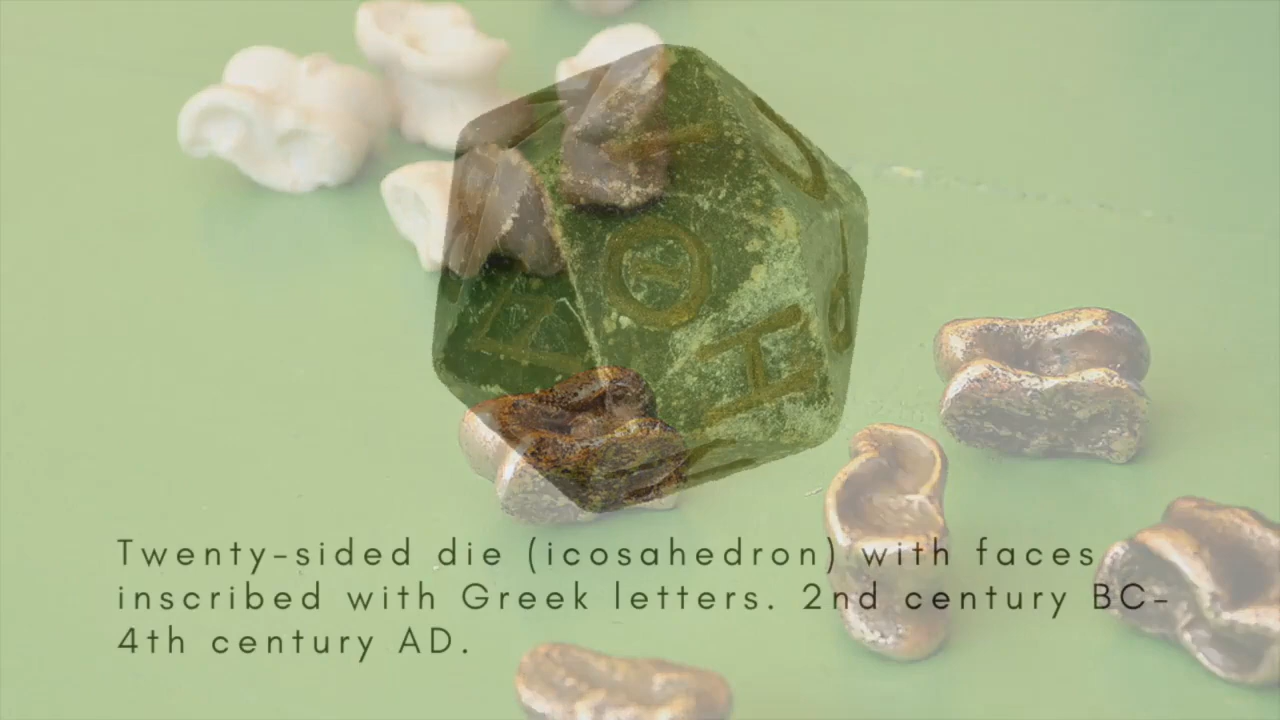 Θ
H
Twenty-sided die (icosahedron) with faces
inscribed with Greek letters. 2nd century BC-
4th century AD.